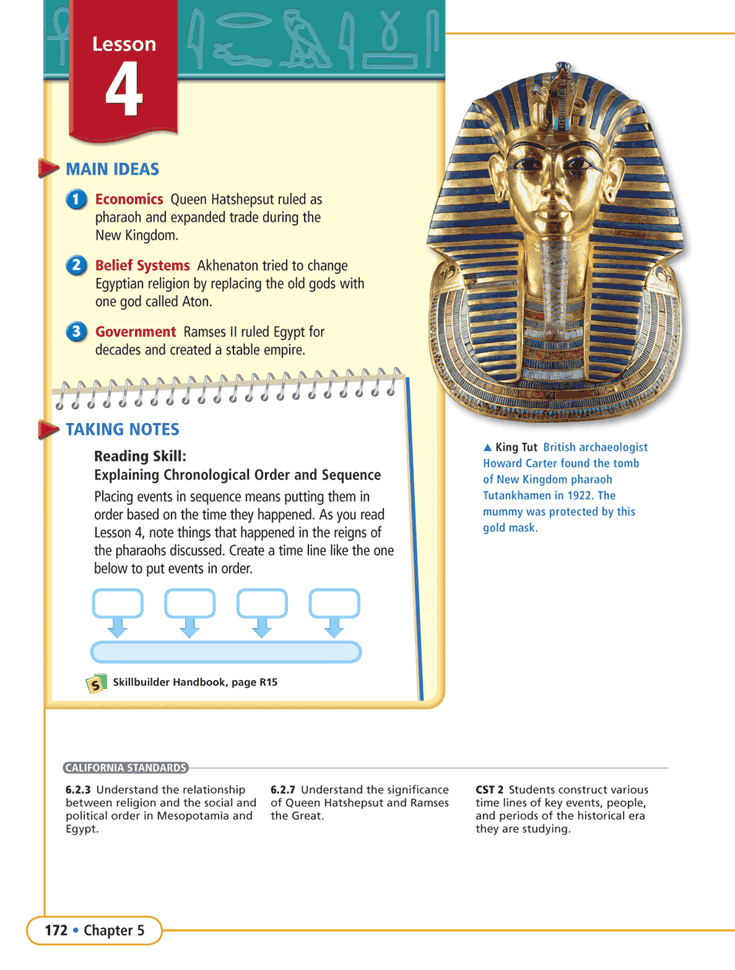 Lesson
4
MAIN IDEAS
1 Economics Queen Hatshepsut ruled as
pharaoh and expanded trade during the
New Kingdom.
2 Belief Systems Akhenaton tried to change
Egyptian religion by replacing the old gods with
one god called Aton.
3 Government Ramses II ruled Egypt for
decades and created a stable empire.
TAKING NOTES
Reading Skill:
Explaining Chronological Order and Sequence
Placing events in sequence means putting them in
order based on the time they happened. As you read
Lesson 4, note things that happened in the reigns of
the pharaohs discussed. Create a time line like the one
below to put events in order.
S Skillbuilder Handbook, page R15
▲ King Tut British archaeologist
Howard Carter found the tomb
of New Kingdom pharaoh
Tutankhamen in 1922. The
mummy was protected by this
gold mask.
CALIFORNIA STANDARDS
6.2.3 Understand the relationship
between religion and the social and
political order in Mesopotamia and
Egypt.
6.2.7 Understand the significance
of Queen Hatshepsut and Ramses
the Great.
CST 2 Students construct various
time lines of key events, people,
and periods of the historical era
they are studying.
172 • Chapter 5